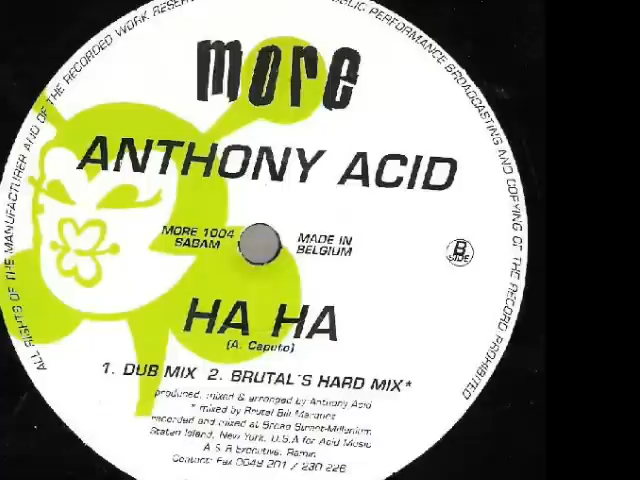 ALL RIGHTS OF THE MANUFACTURER AND OF THE RECORDED WORK RESER
PUBLIC PERFORMANCE BROADCASTING AND COPYING OF THE RECORD PROHIBITED
more
ANTHONY ACID
MORE 1004
SABAM
MADE IN
BELGIUM
B
SIDE
HA HA
(A. Caputo)
1. DUB MIX 2. BRUTAL'S HARD MIX*
produced, mixed & arranged by Anthony Acid
* mixed by Brutal Bill Marquez
recorded and mixed at Street-Millenium
Staten Island, New York, U.S.A for Acid Music
A & R Executive: Ramin
Contact: Fax 0049 201 / 230 226